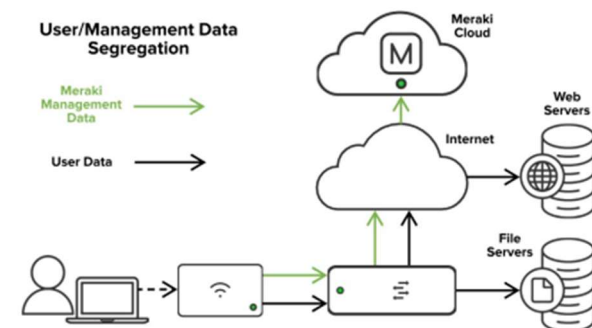 User/Management Data
Segregation
Meraki
Management
Data
User Data
Meraki
Cloud
M
Internet
Web
Servers
File
Servers